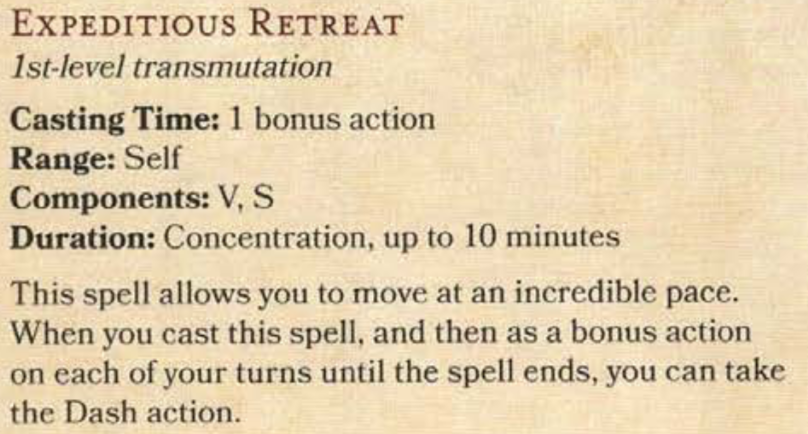 EXPEDITIOUS RETREAT
1st-level transmutation
Casting Time: 1 bonus action
Range: Self
Components: V, S
Duration: Concentration, up to 10 minutes
This spell allows you to move at an incredible pace.
When you cast this spell, and then as a bonus action
on each of your turns until the spell ends, you can take
the Dash action.